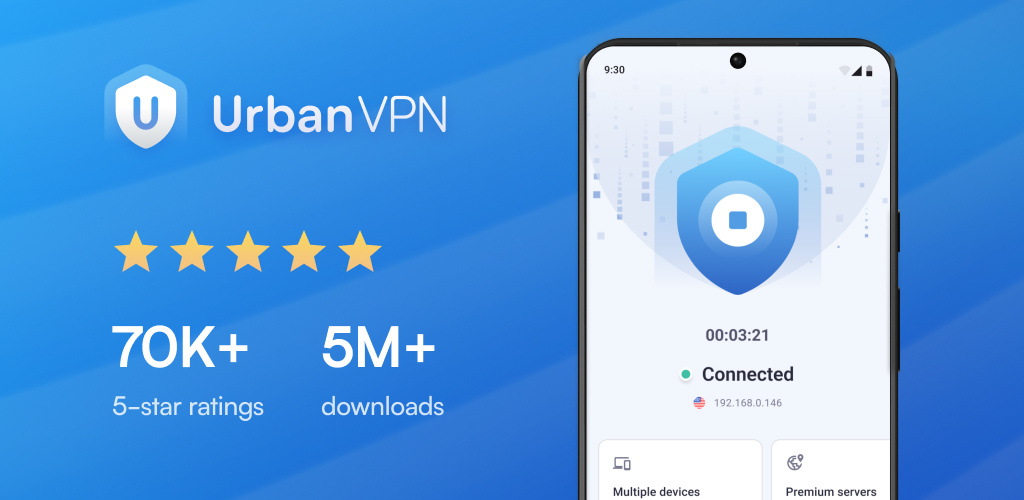 U
UrbanVPN
70K+
5M+
5-star ratings
downloads
9:30
00:03:21
Connected
192.168.0.146
Multiple devices
Premium servers